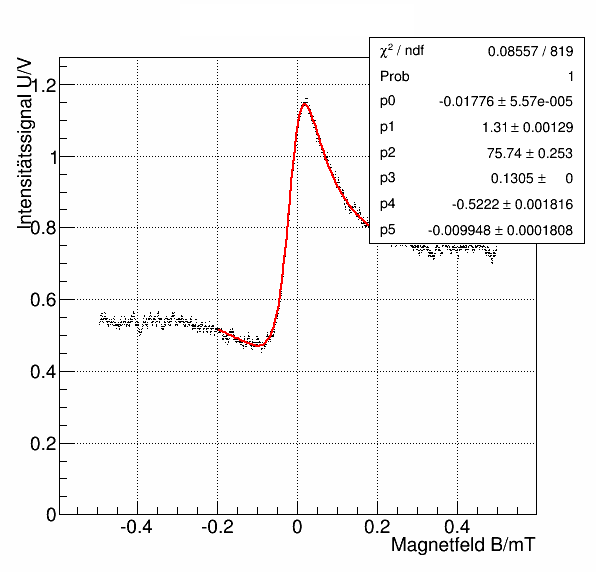 χ² / ndf 0.08557 / 819
Prob 1
p0 -0.01776 ± 5.57e-005
p1 1.31 ± 0.00129
p2 75.74 ± 0.253
p3 0.1305 ± 0
p4 -0.5222 ± 0.001816
p5 -0.009948 ± 0.0001808
Intensitätssignal U/V
1.2
1
0.8
0.6
0.4
0.2
0
-0.4 -0.2 0 0.2 0.4
Magnetfeld B/mT